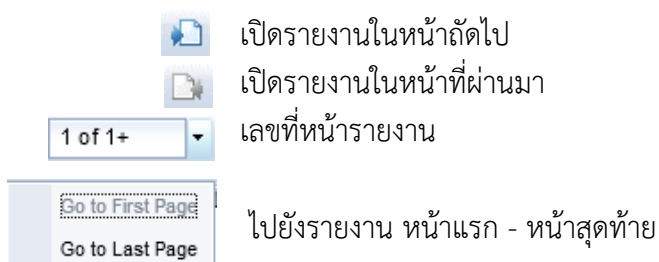 เปิดรายงานในหน้าถัดไป
เปิดรายงานในหน้าที่ผ่านมา
1 of 1+ เลขที่หน้ารายงาน
Go to First Page
ไปยังรายงาน หน้าแรก - หน้าสุดท้าย
Go to Last Page